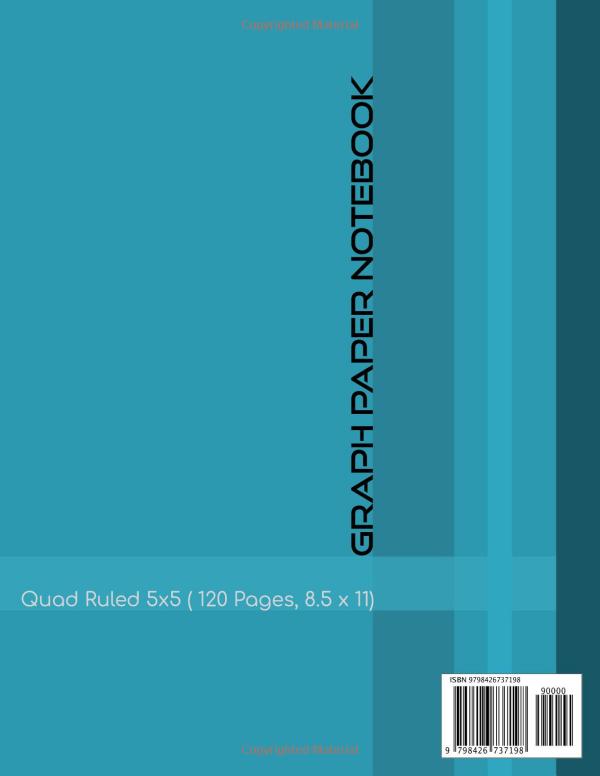 Copyrighted Material
GRAPH PAPER NOTEBOOK
Quad Ruled 5x5 ( 120 Pages, 8.5 x 11)
ISBN 9798426737198
90000
9 798426 737198
Copyrighted Material